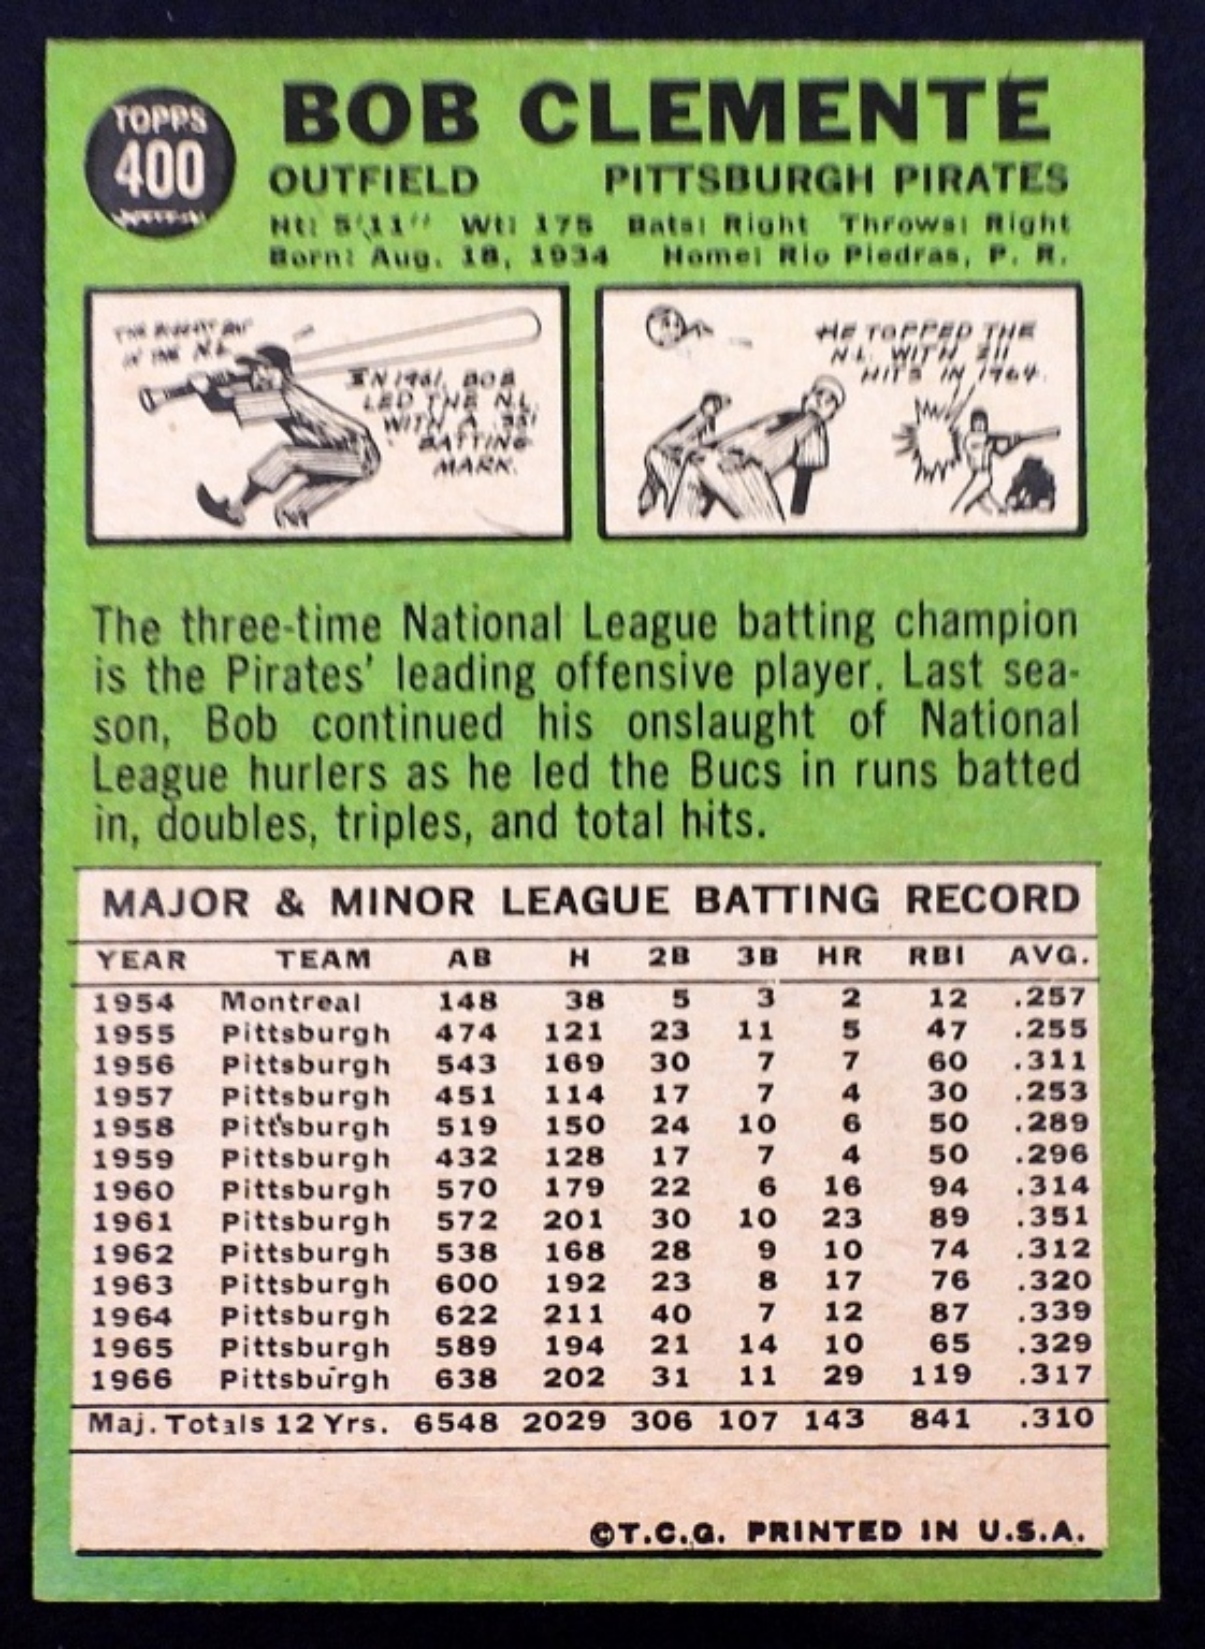 TOPPS
400
BOB CLEMENTE
OUTFIELD PITTSBURGH PIRATES
Ht: 5'11" Wt: 175 Bats: Right Throws: Right
Born: Aug. 18, 1934 Home: Rio Piedras, P. R.
THE BIGGEST BAT
IN THE N.L.
IN 1961, BOB
LED THE N.L.
WITH A .351
BATTING
MARK.
HE TOPPED THE
N.L. WITH 211
HITS IN 1964.
The three-time National League batting champion
is the Pirates' leading offensive player. Last sea-
son, Bob continued his onslaught of National
League hurlers as he led the Bucs in runs batted
in, doubles, triples, and total hits.
MAJOR & MINOR LEAGUE BATTING RECORD
YEAR TEAM AB H 2B 3B HR RBI AVG.
1954 Montreal 148 38 5 3 2 12 .257
1955 Pittsburgh 474 121 23 11 5 47 .255
1956 Pittsburgh 543 169 30 7 7 60 .311
1957 Pittsburgh 451 114 17 7 4 30 .253
1958 Pittsburgh 519 150 24 10 6 50 .289
1959 Pittsburgh 432 128 17 7 4 50 .296
1960 Pittsburgh 570 179 22 6 16 94 .314
1961 Pittsburgh 572 201 30 10 23 89 .351
1962 Pittsburgh 538 168 28 9 10 74 .312
1963 Pittsburgh 600 192 23 8 17 76 .320
1964 Pittsburgh 622 211 40 7 12 87 .339
1965 Pittsburgh 589 194 21 14 10 65 .329
1966 Pittsburgh 638 202 31 11 29 119 .317
Maj. Totals 12 Yrs. 6548 2029 306 107 143 841 .310
©T.C.G. PRINTED IN U.S.A.